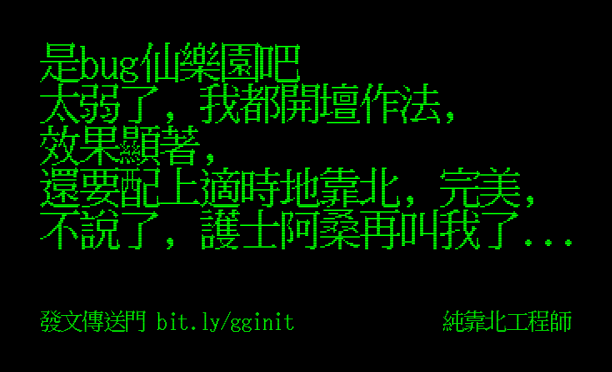 是bug仙樂園吧
太弱了，我都開壇作法，
效果顯著，
還要配上適時地靠北，完美，
不說了，護士阿桑再叫我了...
發文傳送門 bit.ly/gginit
純靠北工程師